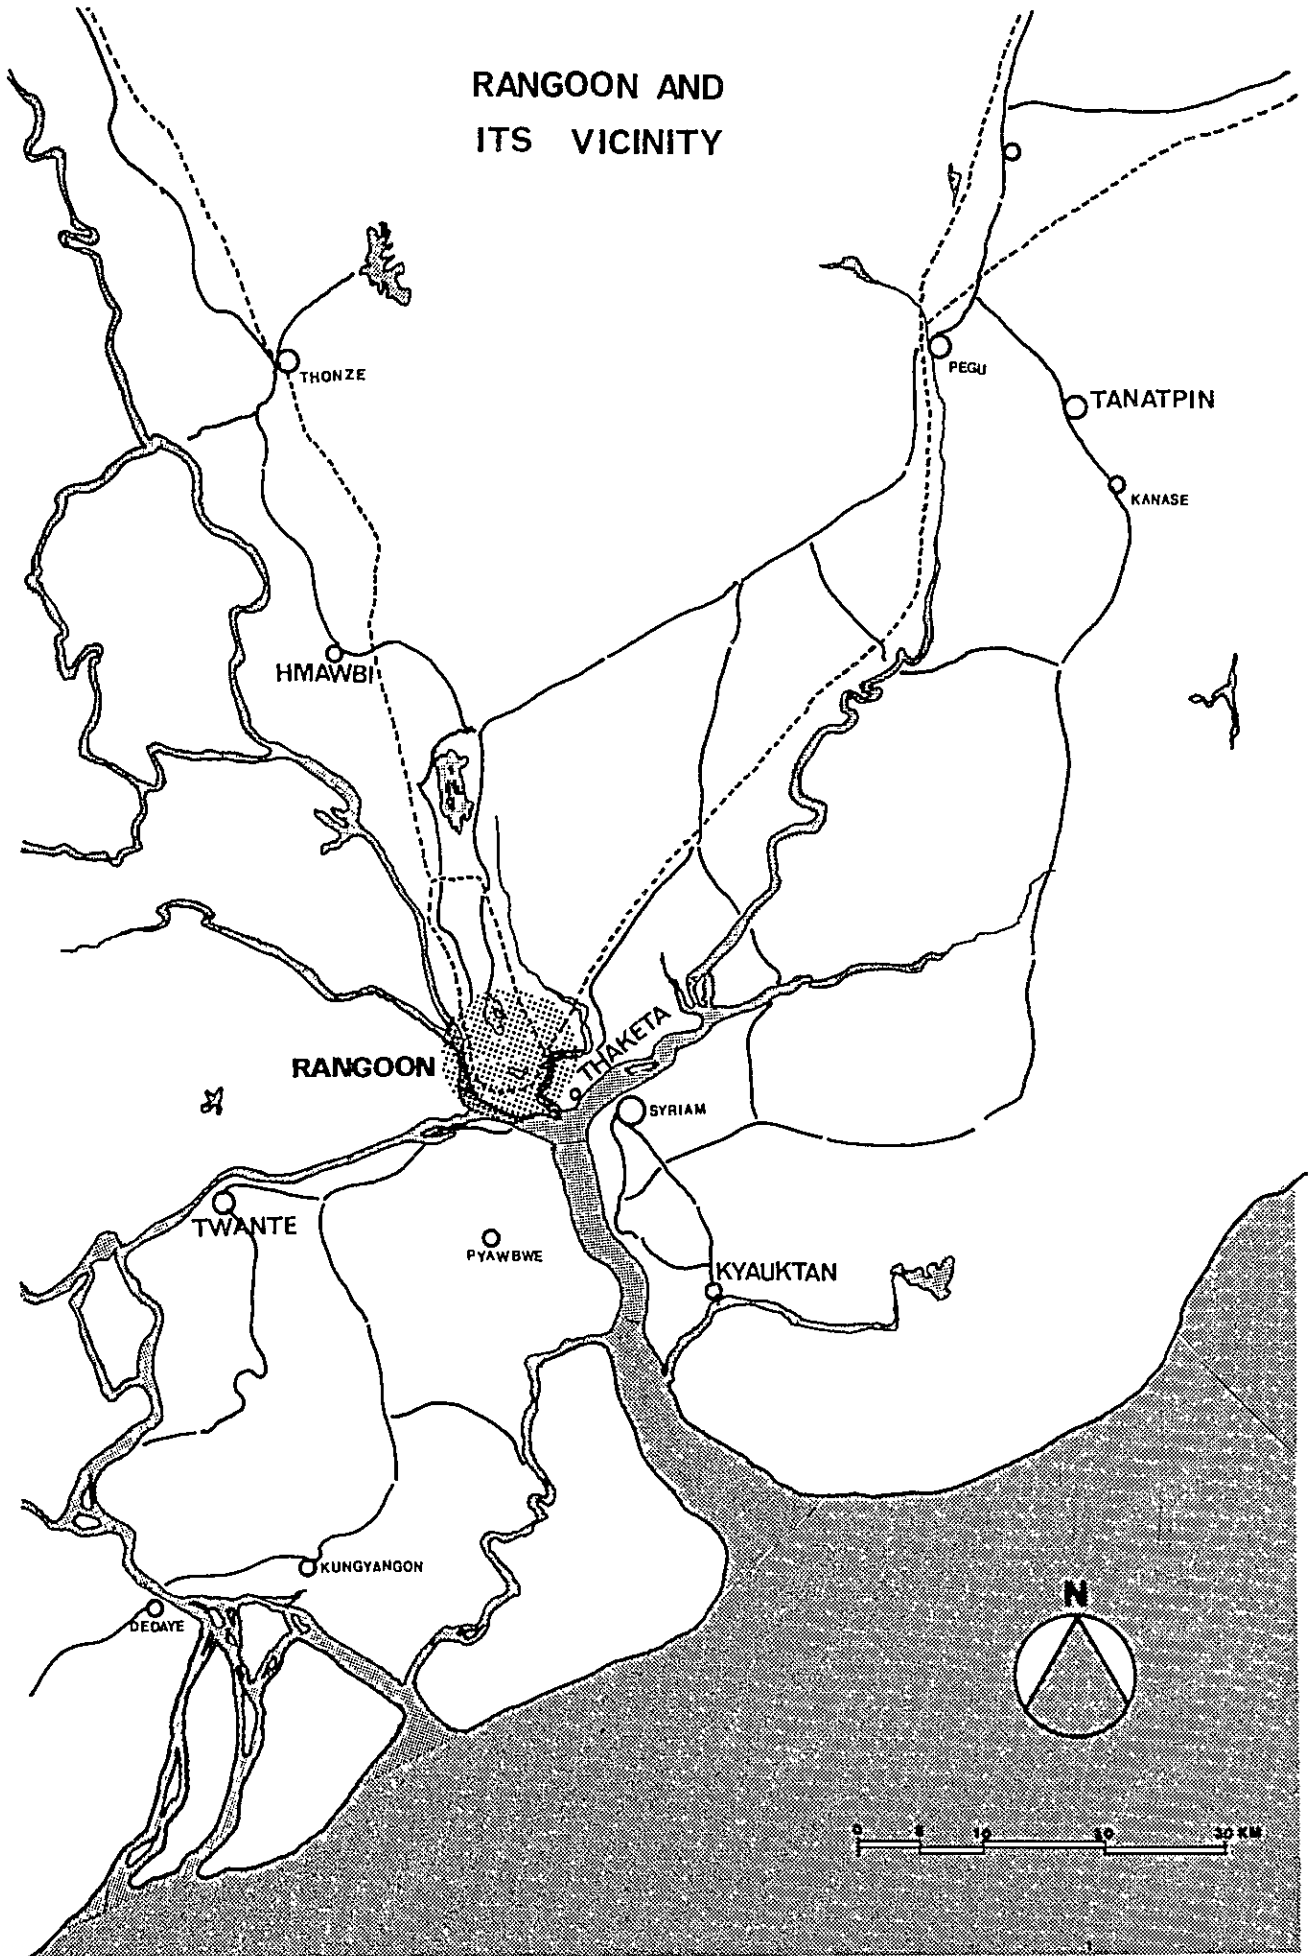 RANGOON AND
ITS VICINITY
THONZE
PEGU
TANATPIN
KANASE
HMAWBI
THAKETA
RANGOON
SYRIAM
TWANTE
PYAWBWE
KYAUKTAN
KUNGYANGON
DEDAYE
N
0 5 10 20 30 KM
1